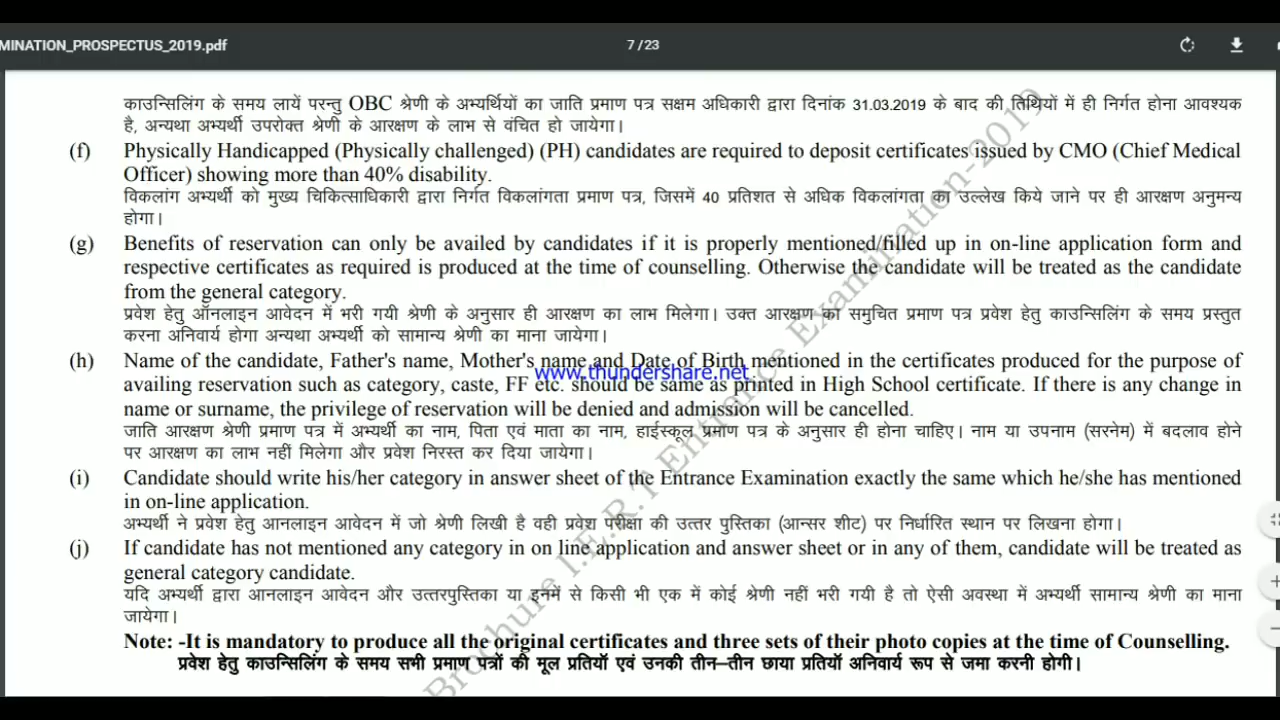 MINATION_PROSPECTUS_2019.pdf
7 / 23
काउन्सिलिंग के समय लायें परन्तु OBC श्रेणी के अभ्यर्थियों का जाति प्रमाण पत्र सक्षम अधिकारी द्वारा दिनांक 31.03.2019 के बाद की तिथियों में ही निर्गत होना आवश्यक
है, अन्यथा अभ्यर्थी उपरोक्त श्रेणी के आरक्षण के लाभ से वंचित हो जायेगा।
(f) Physically Handicapped (Physically challenged) (PH) candidates are required to deposit certificates issued by CMO (Chief Medical
Officer) showing more than 40% disability.
विकलांग अभ्यर्थी को मुख्य चिकित्साधिकारी द्वारा निर्गत विकलांगता प्रमाण पत्र, जिसमें 40 प्रतिशत से अधिक विकलांगता का उल्लेख किये जाने पर ही आरक्षण अनुमन्य
होगा।
(g) Benefits of reservation can only be availed by candidates if it is properly mentioned/filled up in on-line application form and
respective certificates as required is produced at the time of counselling. Otherwise the candidate will be treated as the candidate
from the general category.
प्रवेश हेतु ऑनलाइन आवेदन में भरी गयी श्रेणी के अनुसार ही आरक्षण का लाभ मिलेगा। उक्त आरक्षण का समुचित प्रमाण पत्र प्रवेश हेतु काउन्सिलिंग के समय प्रस्तुत
करना अनिवार्य होगा अन्यथा अभ्यर्थी को सामान्य श्रेणी का माना जायेगा।
(h) Name of the candidate, Father's name, Mother's name and Date of Birth mentioned in the certificates produced for the purpose of
www.thundershare.net
availing reservation such as category, caste, FF etc. should be same as printed in High School certificate. If there is any change in
name or surname, the privilege of reservation will be denied and admission will be cancelled.
जाति आरक्षण श्रेणी प्रमाण पत्र में अभ्यर्थी का नाम, पिता एवं माता का नाम, हाईस्कूल प्रमाण पत्र के अनुसार ही होना चाहिए। नाम या उपनाम (सरनेम) में बदलाव होने
पर आरक्षण का लाभ नहीं मिलेगा और प्रवेश निरस्त कर दिया जायेगा।
(i) Candidate should write his/her category in answer sheet of the Entrance Examination exactly the same which he/she has mentioned
in on-line application.
अभ्यर्थी ने प्रवेश हेतु आनलाइन आवेदन में जो श्रेणी लिखी है वही प्रवेश परीक्षा की उत्तर पुस्तिका (आन्सर शीट) पर निर्धारित स्थान पर लिखना होगा।
(j) If candidate has not mentioned any category in on line application and answer sheet or in any of them, candidate will be treated as
general category candidate.
यदि अभ्यर्थी द्वारा आनलाइन आवेदन और उत्तरपुस्तिका या इनमें से किसी भी एक में कोई श्रेणी नहीं भरी गयी है तो ऐसी अवस्था में अभ्यर्थी सामान्य श्रेणी का माना
जायेगा।
Note: -It is mandatory to produce all the original certificates and three sets of their photo copies at the time of Counselling.
प्रवेश हेतु काउन्सिलिंग के समय सभी प्रमाण पत्रों की मूल प्रतियॉ एवं उनकी तीन–तीन छाया प्रतियॉ अनिवार्य रूप से जमा करनी होगी।
Brochure I.E.R.T Entrance Examination-2019